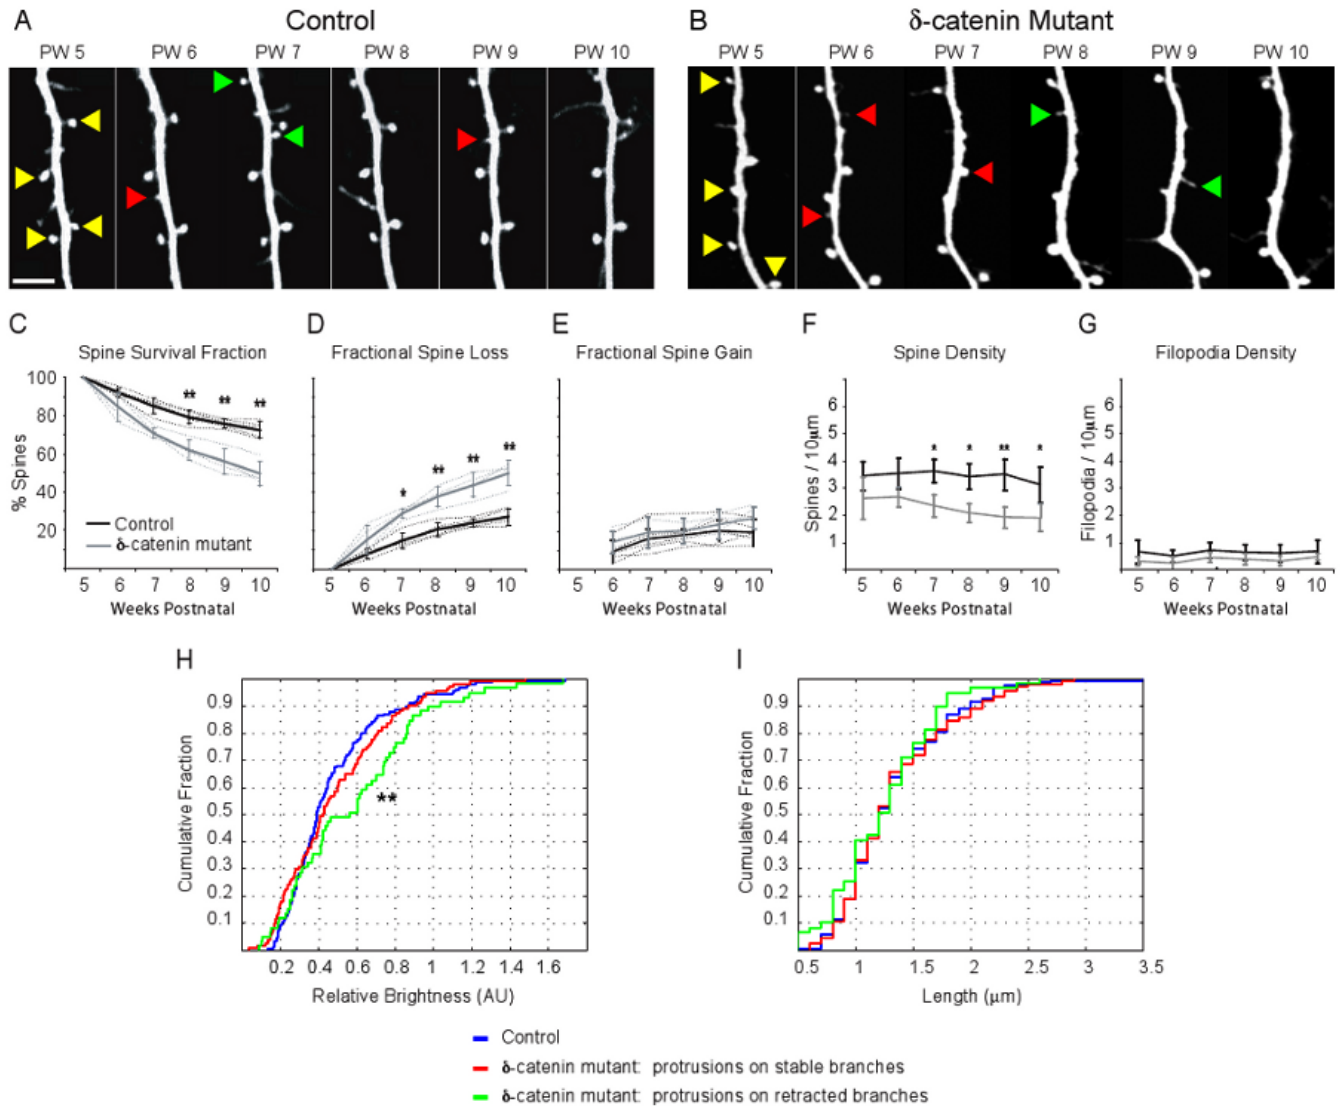 A Control B δ-catenin Mutant
PW 5 PW 6 PW 7 PW 8 PW 9 PW 10 PW 5 PW 6 PW 7 PW 8 PW 9 PW 10
C D E F G
Spine Survival Fraction Fractional Spine Loss Fractional Spine Gain Spine Density Filopodia Density
% Spines
100
80
60
40
20
** ** **
Control
δ-catenin mutant
5 6 7 8 9 10
Weeks Postnatal
* ** ** **
5 6 7 8 9 10
Weeks Postnatal
5 6 7 8 9 10
Weeks Postnatal
Spines / 10μm
6
5
4
3
2
1
* * ** *
5 6 7 8 9 10
Weeks Postnatal
Filopodia / 10μm
6
5
4
3
2
1
5 6 7 8 9 10
Weeks Postnatal
H
Cumulative Fraction
0.9
0.8
0.7
0.6
0.5
0.4
0.3
0.2
0.1
**
0.2 0.4 0.6 0.8 1 1.2 1.4 1.6
Relative Brightness (AU)
I
Cumulative Fraction
0.9
0.8
0.7
0.6
0.5
0.4
0.3
0.2
0.1
0.5 1 1.5 2 2.5 3 3.5
Length (μm)
Control
δ-catenin mutant: protrusions on stable branches
δ-catenin mutant: protrusions on retracted branches